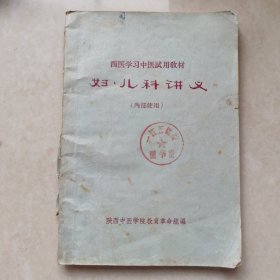 西医学习中医试用教材
妇、儿科讲义
(内部使用)
陕西中医学院教育革命组编